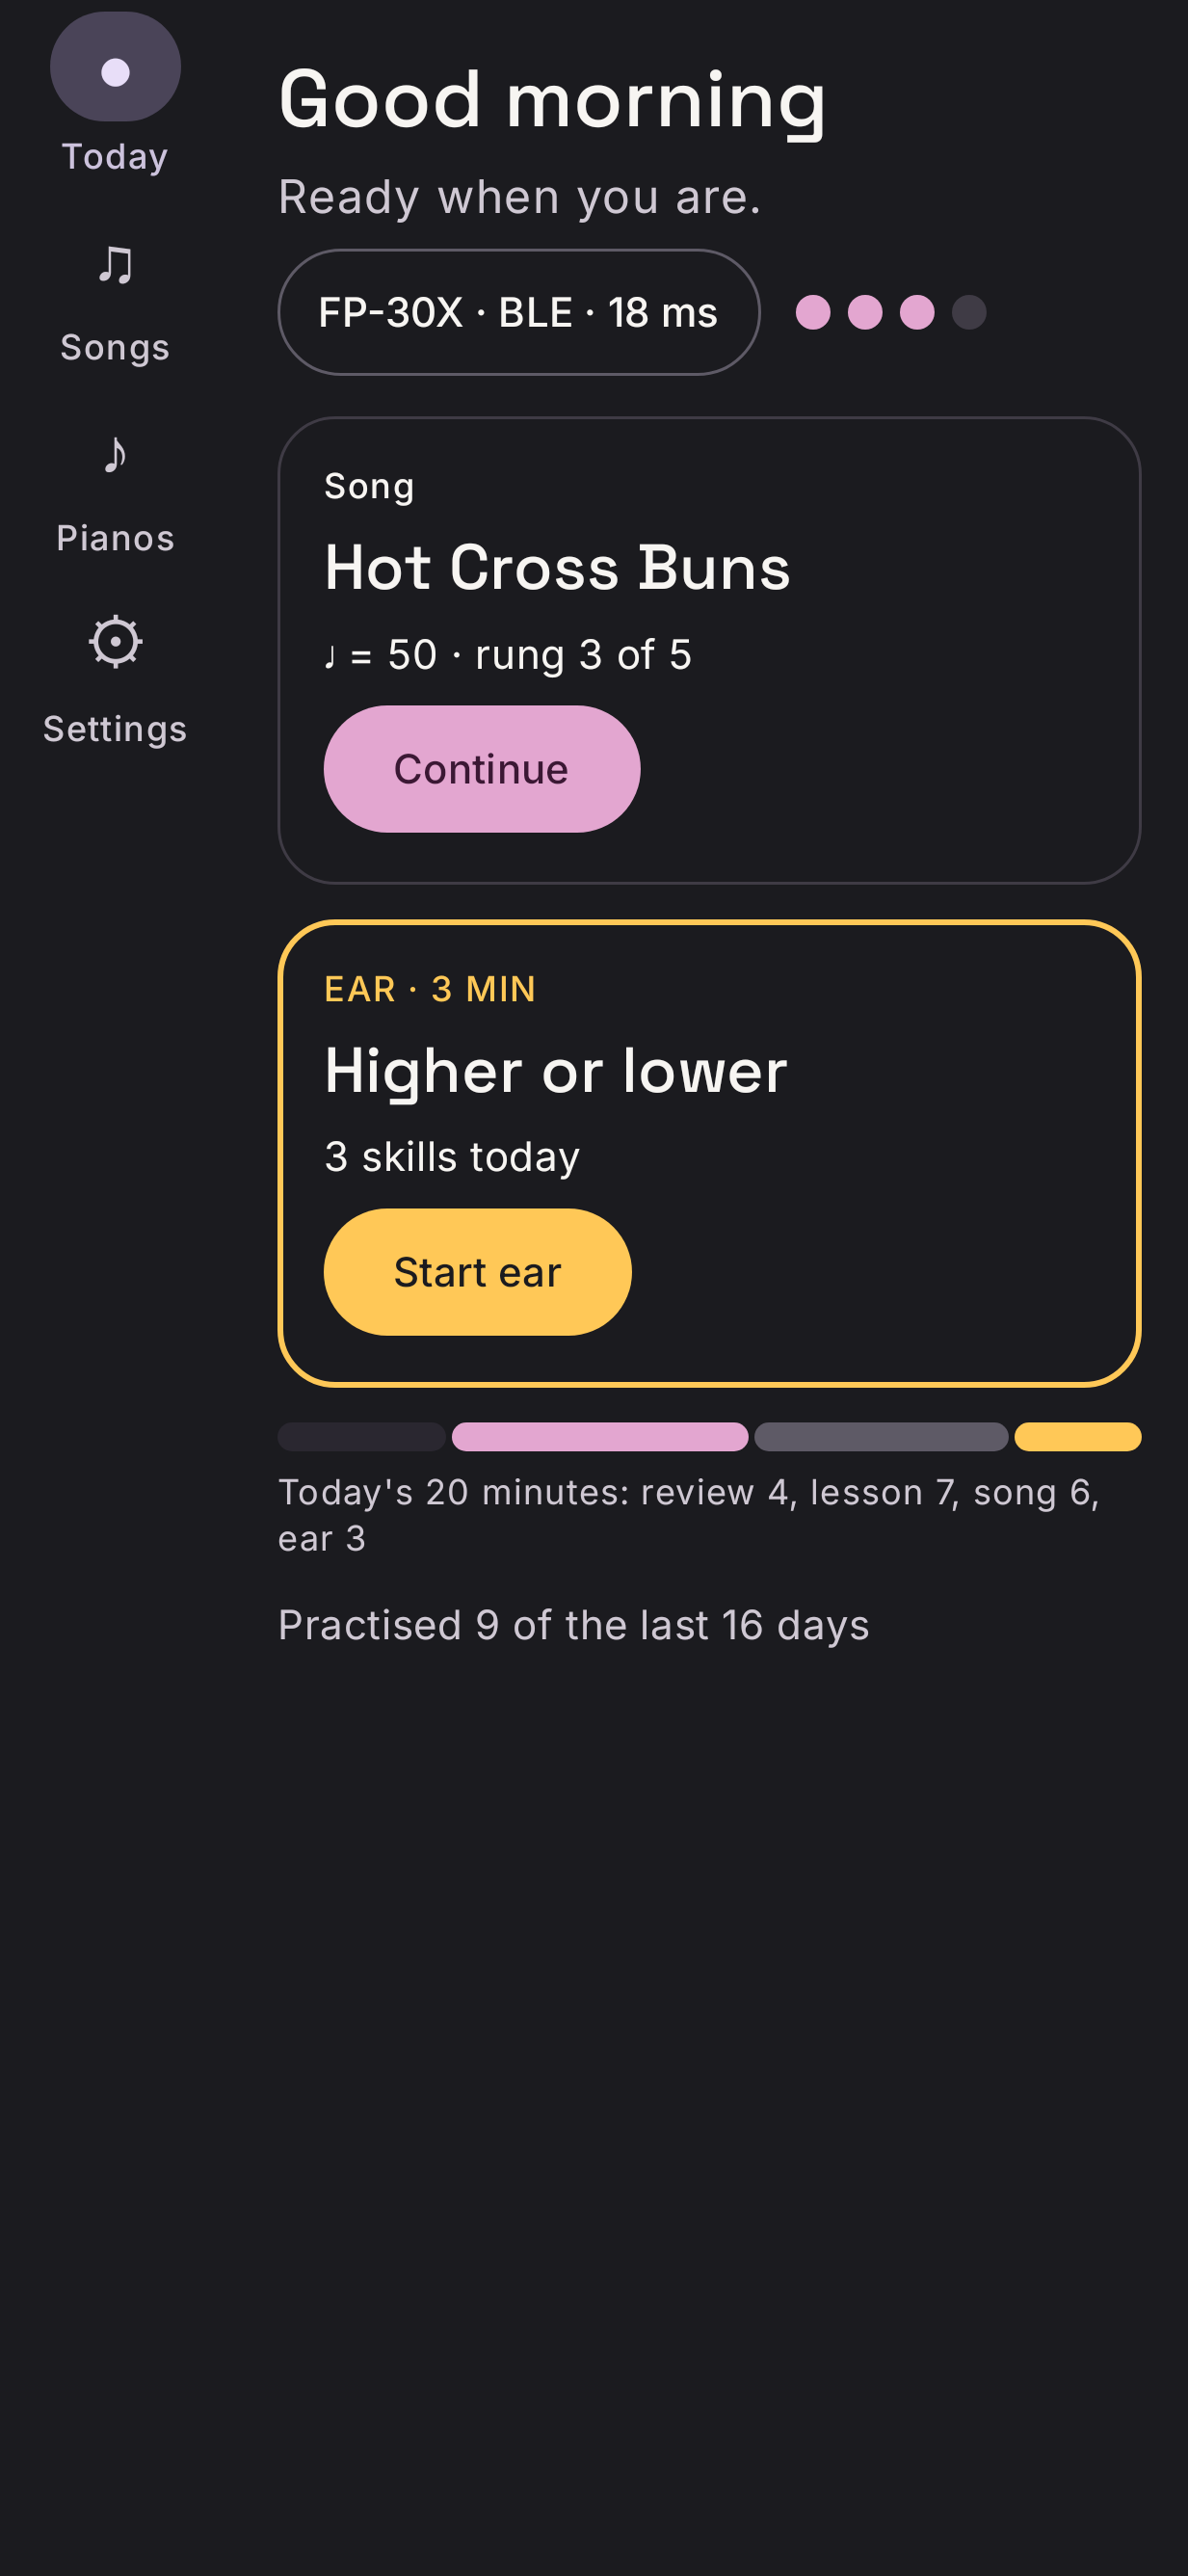 Today
Songs
Pianos
Settings
Good morning
Ready when you are.
FP-30X · BLE · 18 ms
Song
Hot Cross Buns
♩ = 50 · rung 3 of 5
Continue
EAR · 3 MIN
Higher or lower
3 skills today
Start ear
Today's 20 minutes: review 4, lesson 7, song 6,
ear 3
Practised 9 of the last 16 days